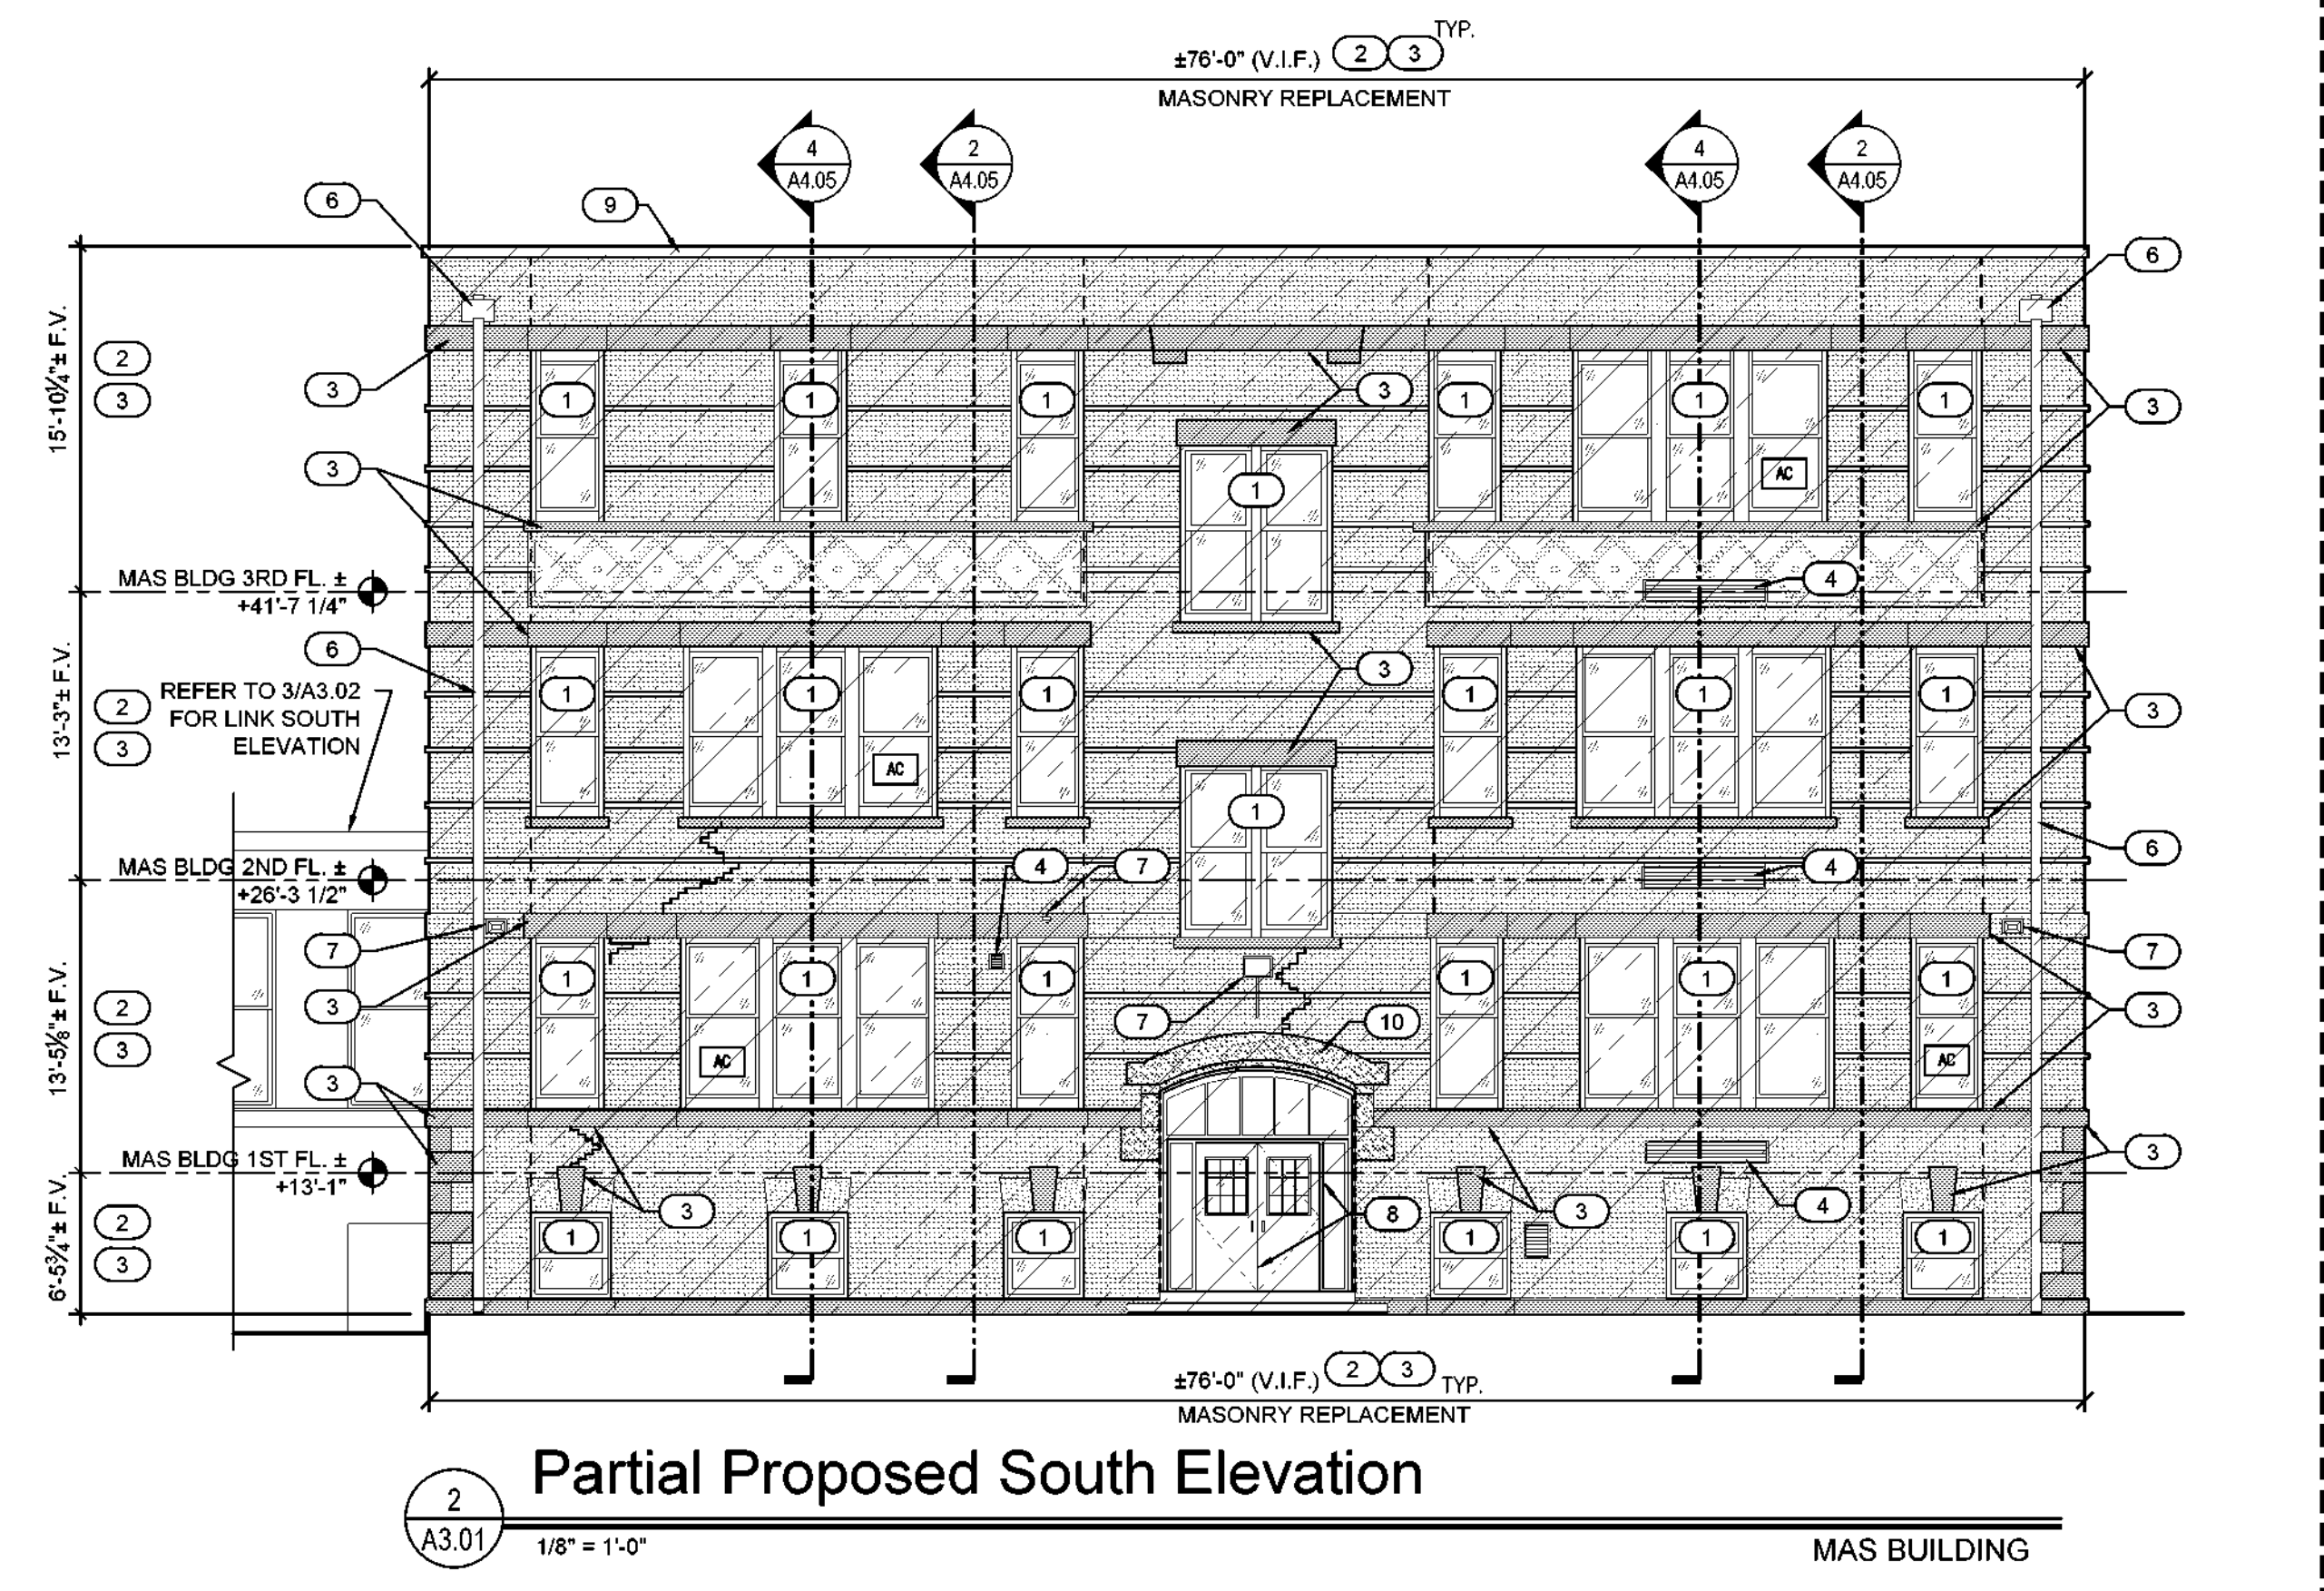 TYP.
±76'-0" (V.I.F.) 2 3
MASONRY REPLACEMENT
4
A4.05
2
A4.05
4
A4.05
2
A4.05
6
9
6
15'-10¼"± F.V.
2
3
3
1
1
1
3
1
1
1
3
3
1
AC
4
MAS BLDG 3RD FL. ±
+41'-7 1/4"
6
13'-3"± F.V.
2
3
REFER TO 3/A3.02
FOR LINK SOUTH
ELEVATION
1
1
1
3
1
1
1
3
AC
1
6
MAS BLDG 2ND FL. ±
+26'-3 1/2"
4
7
4
7
7
13'-5⅛"± F.V.
2
3
3
1
1
1
7
10
1
1
1
3
3
AC
AC
MAS BLDG 1ST FL. ±
+13'-1"
3
6'-5¾"± F.V.
2
3
3
8
3
4
1
1
1
1
1
1
±76'-0" (V.I.F.) 2 3 TYP.
MASONRY REPLACEMENT
2
A3.01
Partial Proposed South Elevation
1/8" = 1'-0"
MAS BUILDING